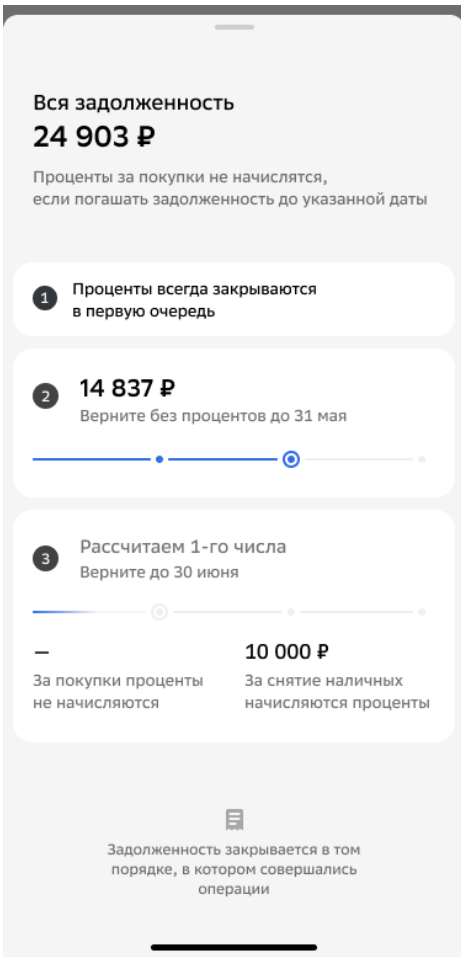 Вся задолженность
24 903 ₽
Проценты за покупки не начислятся,
если погашать задолженность до указанной даты
1
Проценты всегда закрываются
в первую очередь
2
14 837 ₽
Верните без процентов до 31 мая
3
Рассчитаем 1-го числа
Верните до 30 июня
—
За покупки проценты
не начисляются
10 000 ₽
За снятие наличных
начисляются проценты
Задолженность закрывается в том
порядке, в котором совершались
операции